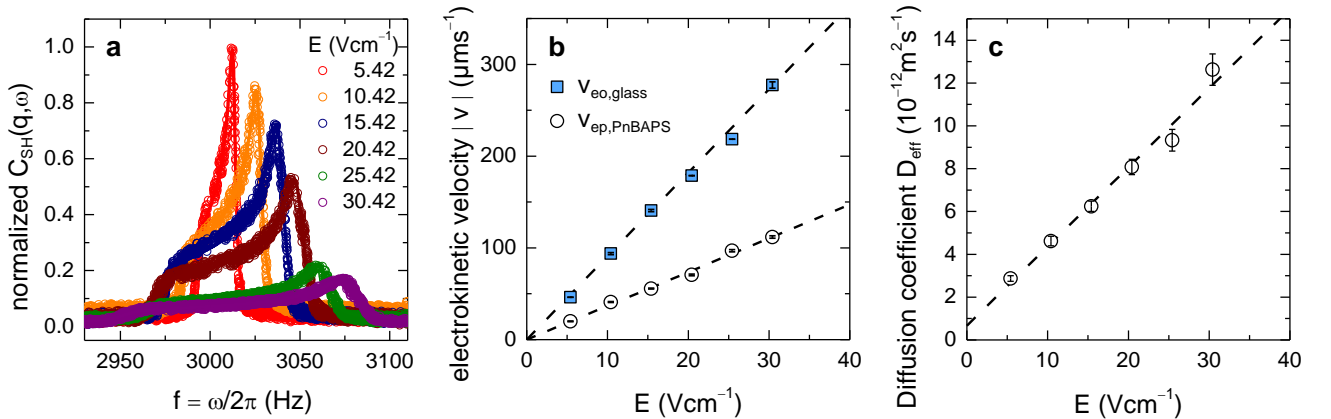 a
E (Vcm⁻¹)
5.42
10.42
15.42
20.42
25.42
30.42
normalized C_SH(q,ω)
1.0
0.8
0.6
0.4
0.2
0.0
2950 3000 3050 3100
f = ω/2π (Hz)
b
V_eo,glass
V_ep,PnBAPS
electrokinetic velocity | v | (μms⁻¹)
300
200
100
0
0 10 20 30 40
E (Vcm⁻¹)
c
Diffusion coefficient D_eff (10⁻¹²m²s⁻¹)
14
12
10
8
6
4
2
0
0 10 20 30 40
E (Vcm⁻¹)